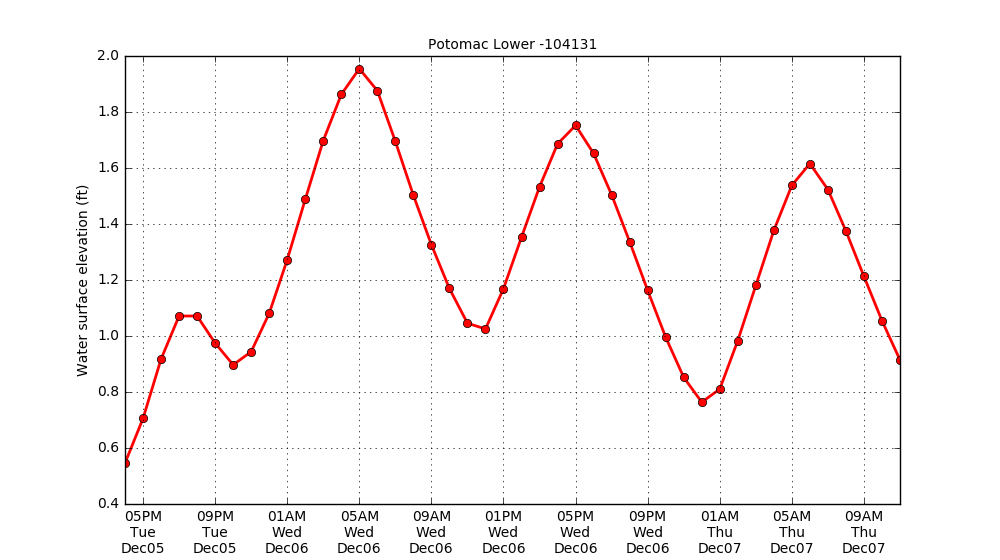 Potomac Lower -104131
Water surface elevation (ft)
2.0
1.8
1.6
1.4
1.2
1.0
0.8
0.6
0.4
05PM 09PM 01AM 05AM 09AM 01PM 05PM 09PM 01AM 05AM 09AM
Tue Tue Wed Wed Wed Wed Wed Wed Thu Thu Thu
Dec05 Dec05 Dec06 Dec06 Dec06 Dec06 Dec06 Dec06 Dec07 Dec07 Dec07